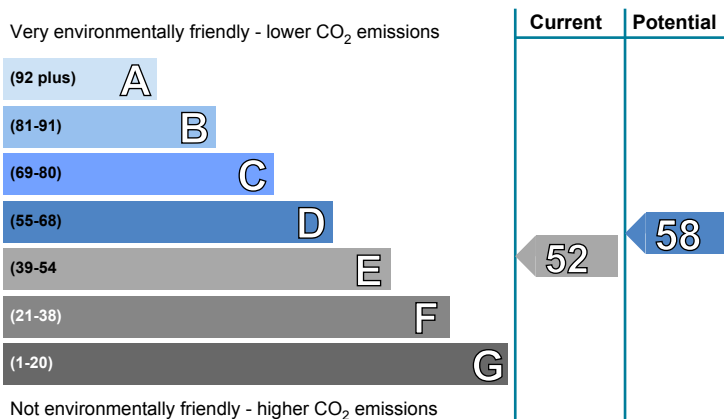 Very environmentally friendly - lower CO2 emissions
Current
Potential
(92 plus) A
(81-91) B
(69-80) C
(55-68) D
(39-54 E
(21-38) F
(1-20) G
52
58
Not environmentally friendly - higher CO2 emissions